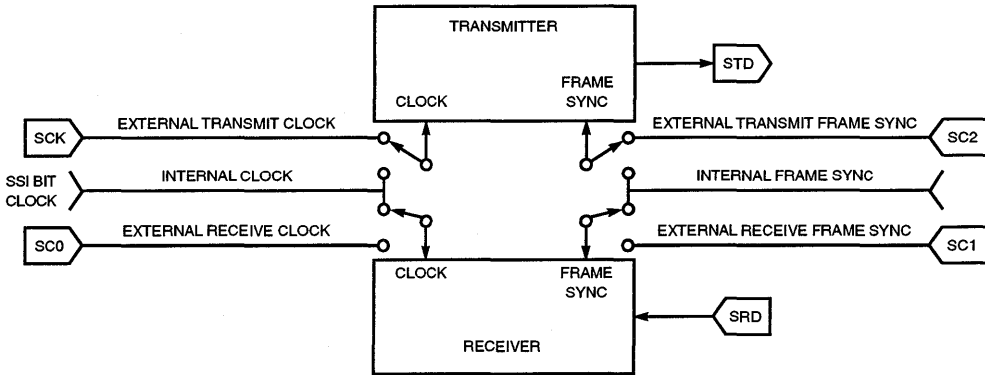 TRANSMITTER
STD
CLOCK
FRAME
SYNC
SCK
EXTERNAL TRANSMIT CLOCK
EXTERNAL TRANSMIT FRAME SYNC
SC2
SSI BIT
CLOCK
INTERNAL CLOCK
INTERNAL FRAME SYNC
SC0
EXTERNAL RECEIVE CLOCK
EXTERNAL RECEIVE FRAME SYNC
SC1
CLOCK
FRAME
SYNC
SRD
RECEIVER